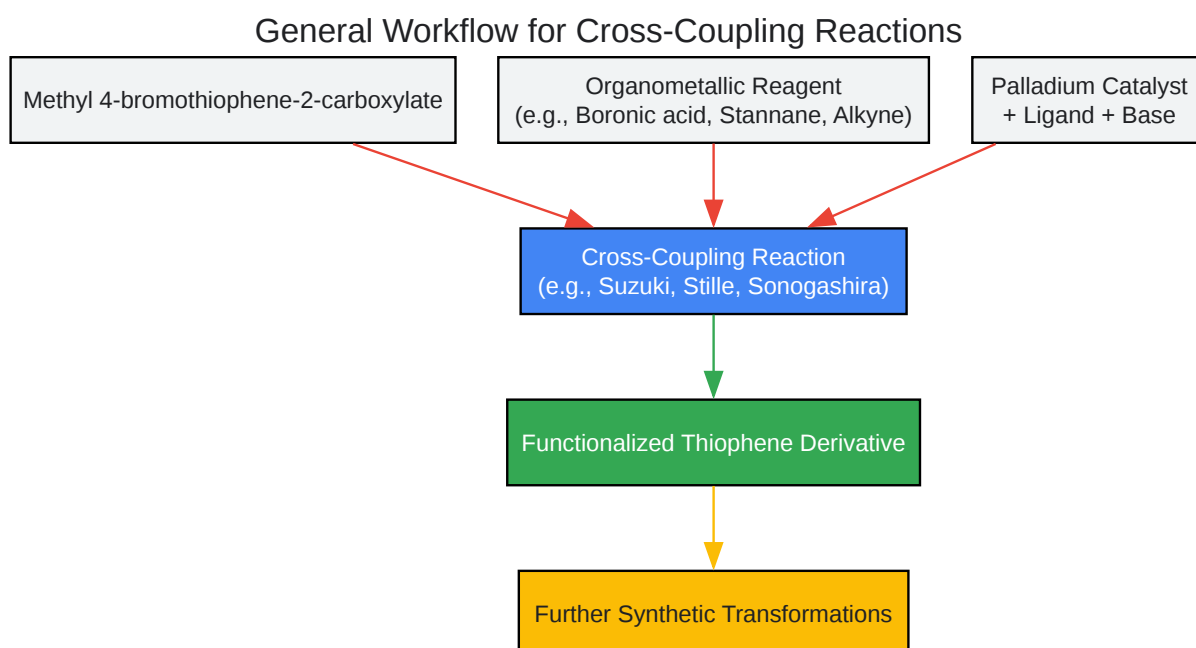 General Workflow for Cross-Coupling Reactions
Methyl 4-bromothiophene-2-carboxylate
Organometallic Reagent
(e.g., Boronic acid, Stannane, Alkyne)
Palladium Catalyst
+ Ligand + Base
Cross-Coupling Reaction
(e.g., Suzuki, Stille, Sonogashira)
Functionalized Thiophene Derivative
Further Synthetic Transformations